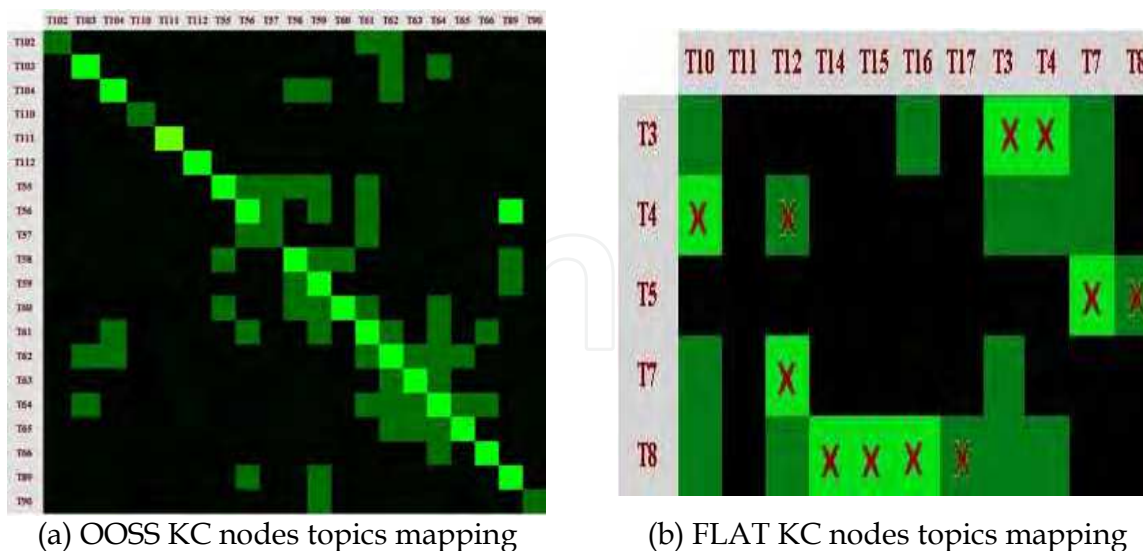 T102 T103 T104 T110 T111 T112 T55 T56 T57 T58 T59 T60 T61 T62 T63 T64 T65 T66 T89 T90
T102
T103
T104
T110
T111
T112
T55
T56
T57
T58
T59
T60
T61
T62
T63
T64
T65
T66
T89
T90
(a) OOSS KC nodes topics mapping
T10 T11 T12 T14 T15 T16 T17 T3 T4 T7 T8
T3 X X
T4 X X
T5 X X
T7 X
T8 X X X X
(b) FLAT KC nodes topics mapping